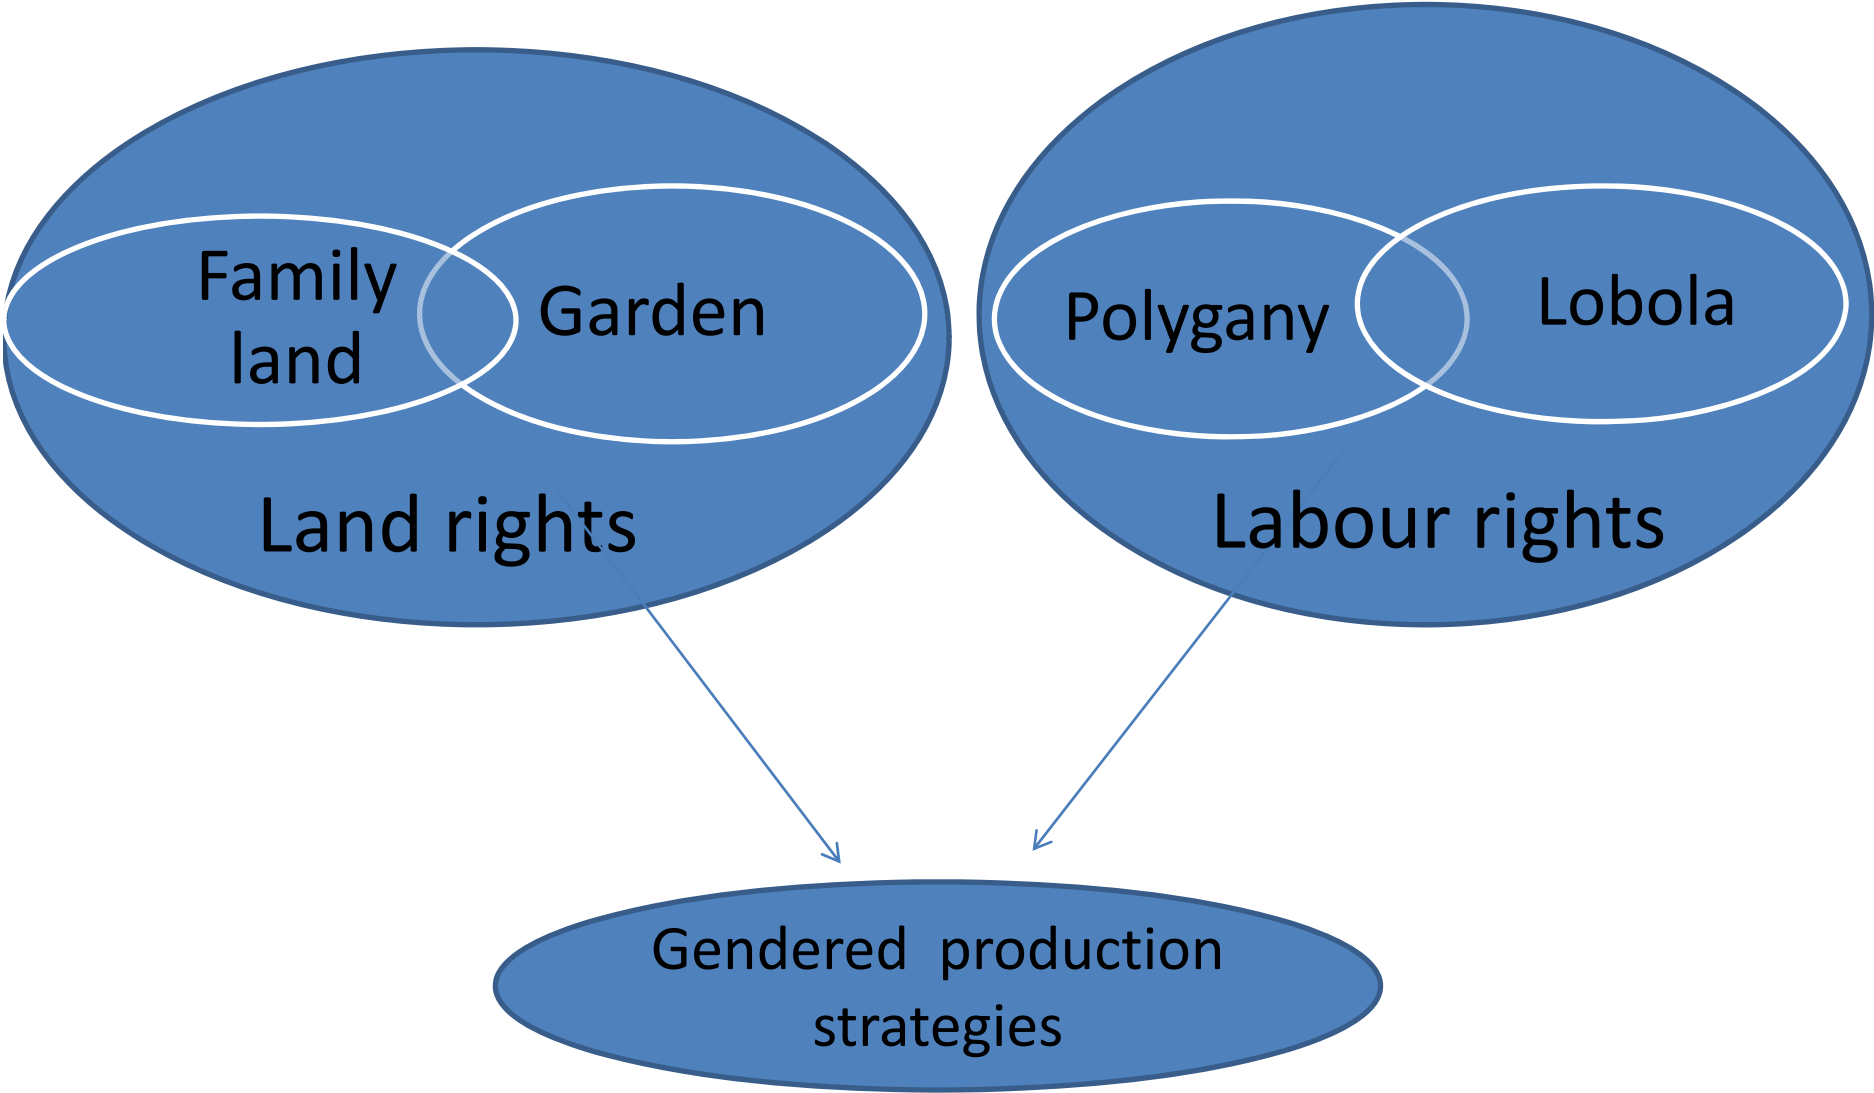 Family
land
Garden
Land rights
Polygany
Lobola
Labour rights
Gendered  production
strategies